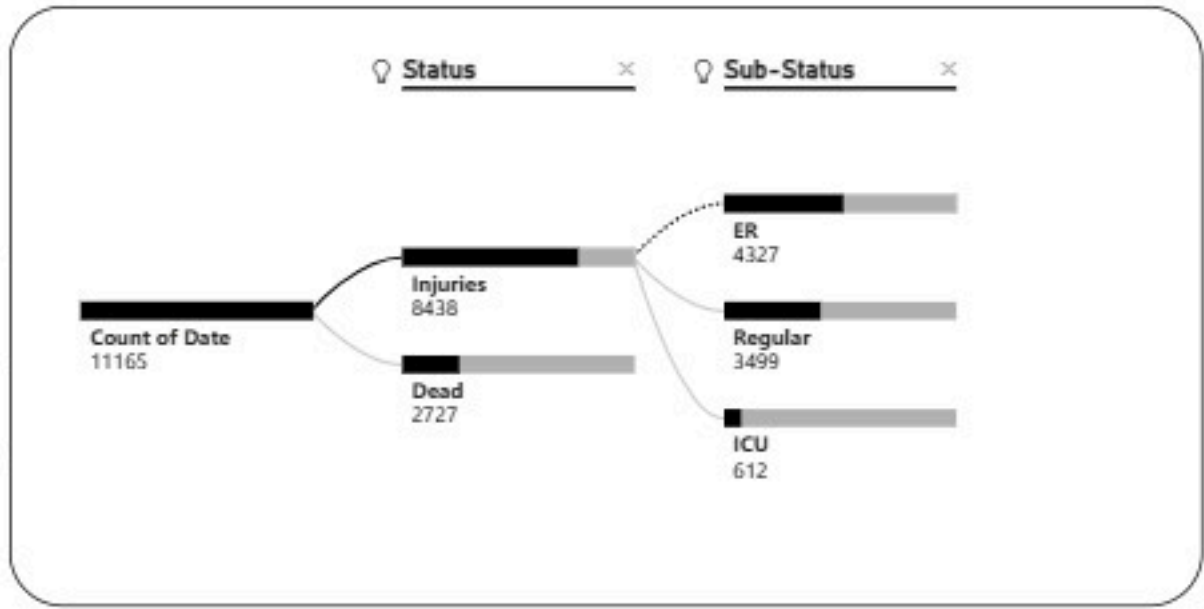 Status
Sub-Status
ER
4327
Injuries
8438
Count of Date
11165
Regular
3499
Dead
2727
ICU
612